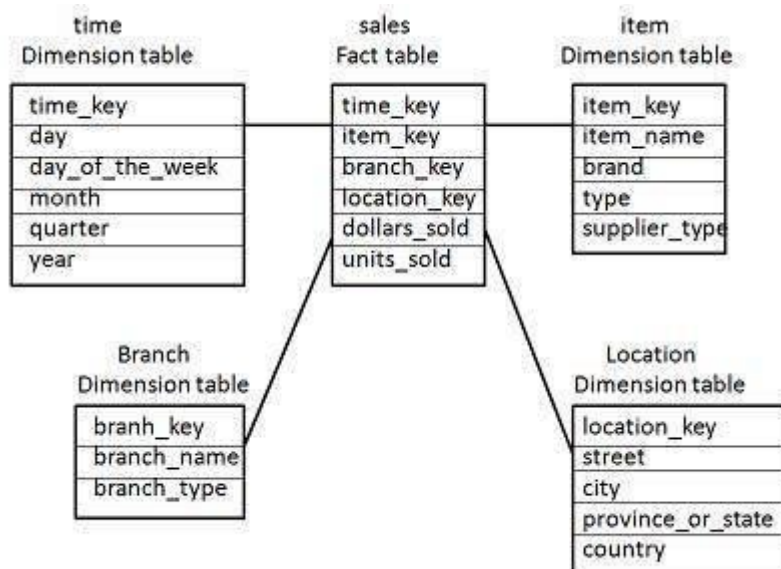 time
Dimension table
time_key
day
day_of_the_week
month
quarter
year
sales
Fact table
time_key
item_key
branch_key
location_key
dollars_sold
units_sold
item
Dimension table
item_key
item_name
brand
type
supplier_type
Branch
Dimension table
branh_key
branch_name
branch_type
Location
Dimension table
location_key
street
city
province_or_state
country